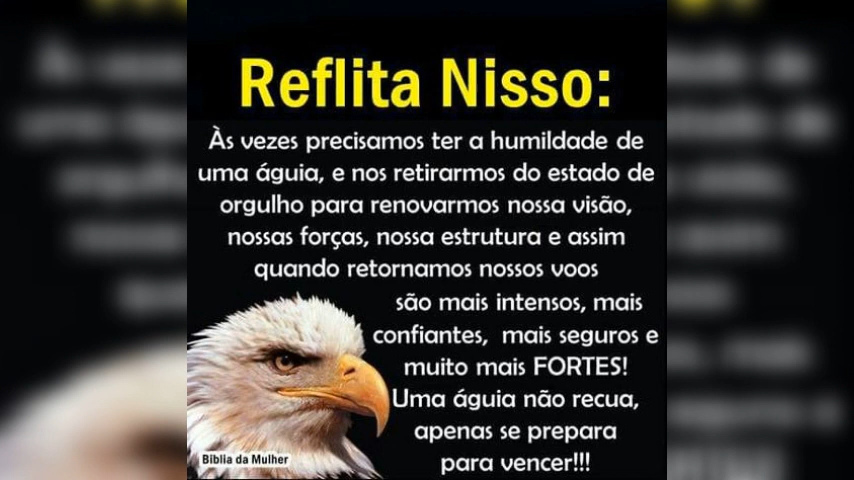 Reflita Nisso:
Às vezes precisamos ter a humildade de
uma águia, e nos retirarmos do estado de
orgulho para renovarmos nossa visão,
nossas forças, nossa estrutura e assim
quando retornamos nossos voos
são mais intensos, mais
confiantes, mais seguros e
muito mais FORTES!
Uma águia não recua,
apenas se prepara
para vencer!!!
Bíblia da Mulher